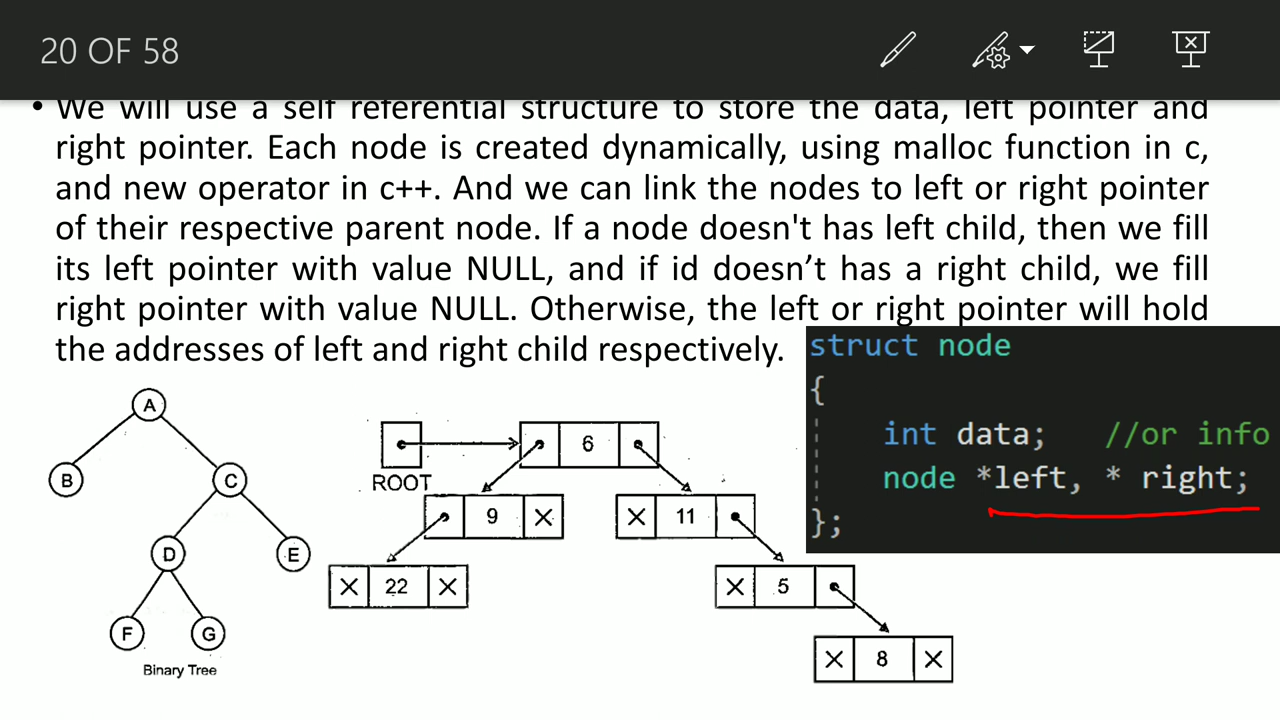 20 OF 58
• We will use a self referential structure to store the data, left pointer and
right pointer. Each node is created dynamically, using malloc function in c,
and new operator in c++. And we can link the nodes to left or right pointer
of their respective parent node. If a node doesn't has left child, then we fill
its left pointer with value NULL, and if id doesn’t has a right child, we fill
right pointer with value NULL. Otherwise, the left or right pointer will hold
the addresses of left and right child respectively.
struct node
{
int data; //or info
node *left, * right;
};
A
B C
D E
F G
Binary Tree
ROOT
6
9 X
X 11
X 22 X
X 5
X 8 X